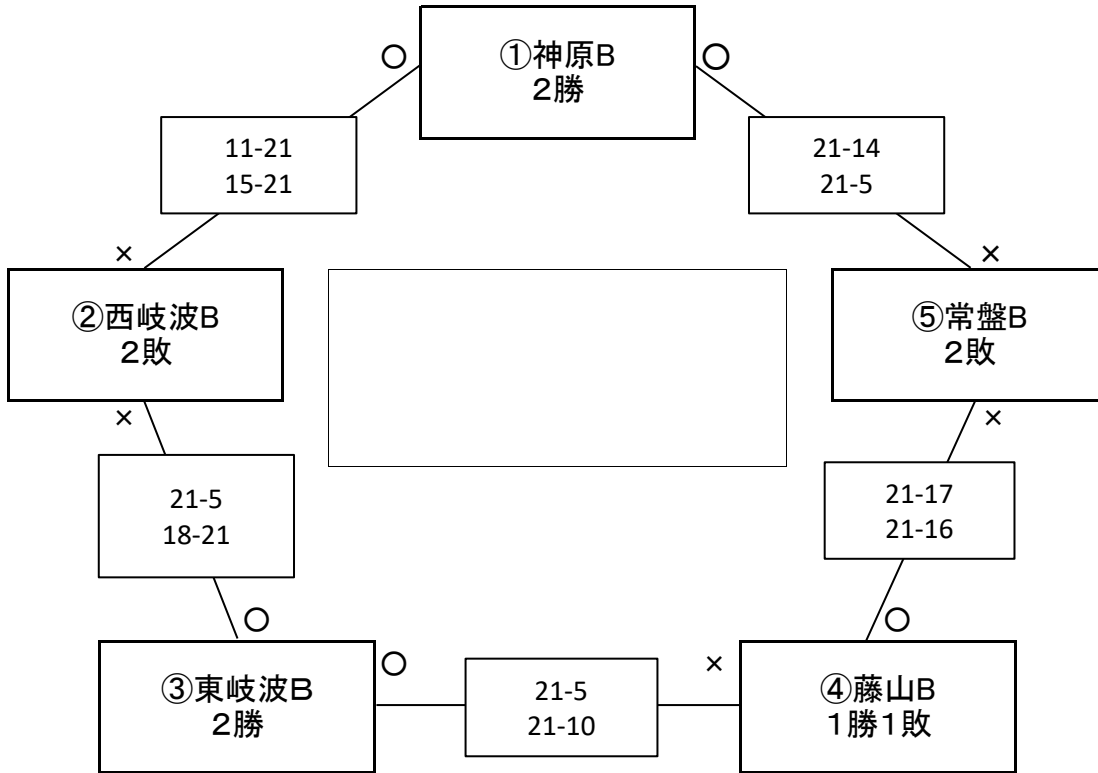 ○
①神原B
2勝
○
11-21
15-21
21-14
21-5
×
×
②西岐波B
2敗
⑤常盤B
2敗
×
×
21-5
18-21
21-17
21-16
○
○
③東岐波B
2勝
○
21-5
21-10
×
④藤山B
1勝1敗